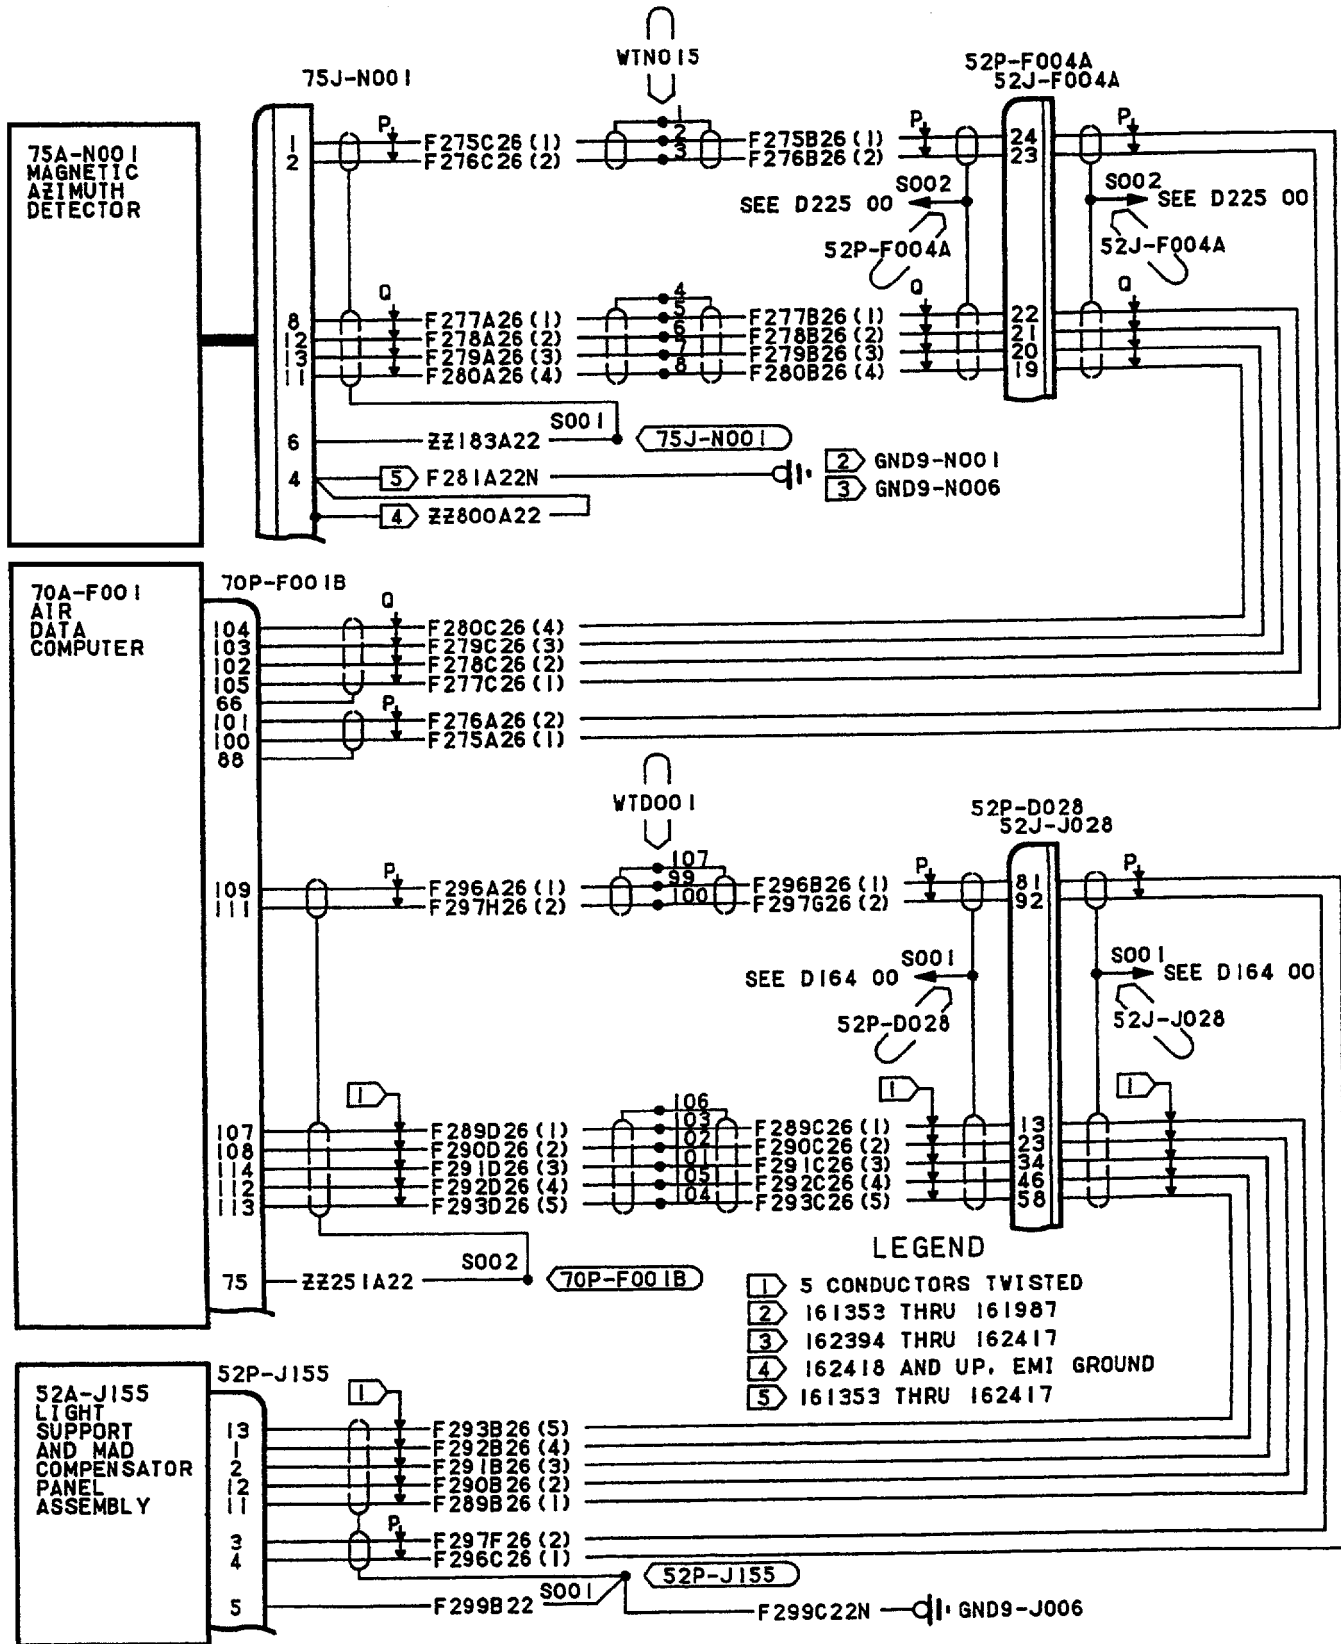 WTN015
75J-N001
52P-F004A
52J-F004A
75A-N001
MAGNETIC
AZIMUTH
DETECTOR
1 P F275C26 (1) 1 2 F275B26 (1) P 24 P
2 F276C26 (2) 3 F276B26 (2) 23
S002 SEE D225 00
S002 SEE D225 00
52P-F004A
52J-F004A
Q 4 Q Q
8 F277A26 (1) 5 F277B26 (1) 22
12 F278A26 (2) 6 F278B26 (2) 21
13 F279A26 (3) 7 F279B26 (3) 20
11 F280A26 (4) 8 F280B26 (4) 19
S001
6 ZZ183A22 75J-N001
4 5 F281A22N 2 GND9-N001
3 GND9-N006
4 ZZ800A22
70A-F001
AIR
DATA
COMPUTER
70P-F001B
Q
104 F280C26 (4)
103 F279C26 (3)
102 F278C26 (2)
105 F277C26 (1)
66
P
101 F276A26 (2)
100 F275A26 (1)
88
WTD001
52P-D028
52J-J028
P 107 P P
109 F296A26 (1) 99 F296B26 (1) 81
111 F297H26 (2) 100 F297G26 (2) 92
S001 SEE D164 00
S001 SEE D164 00
52P-D028
52J-J028
1 1 1
106
107 F289D26 (1) 103 F289C26 (1) 13
108 F290D26 (2) 102 F290C26 (2) 23
114 F291D26 (3) 101 F291C26 (3) 34
112 F292D26 (4) 105 F292C26 (4) 46
113 F293D26 (5) 104 F293C26 (5) 58
S002
75 ZZ251A22 70P-F001B
LEGEND
1 5 CONDUCTORS TWISTED
2 161353 THRU 161987
3 162394 THRU 162417
4 162418 AND UP, EMI GROUND
5 161353 THRU 162417
52A-J155
LIGHT
SUPPORT
AND MAD
COMPENSATOR
PANEL
ASSEMBLY
52P-J155
1
13 F293B26 (5)
1 F292B26 (4)
2 F291B26 (3)
12 F290B26 (2)
11 F289B26 (1)
P
3 F297F26 (2)
4 F296C26 (1)
52P-J155
5 F299B22 S001
F299C22N GND9-J006